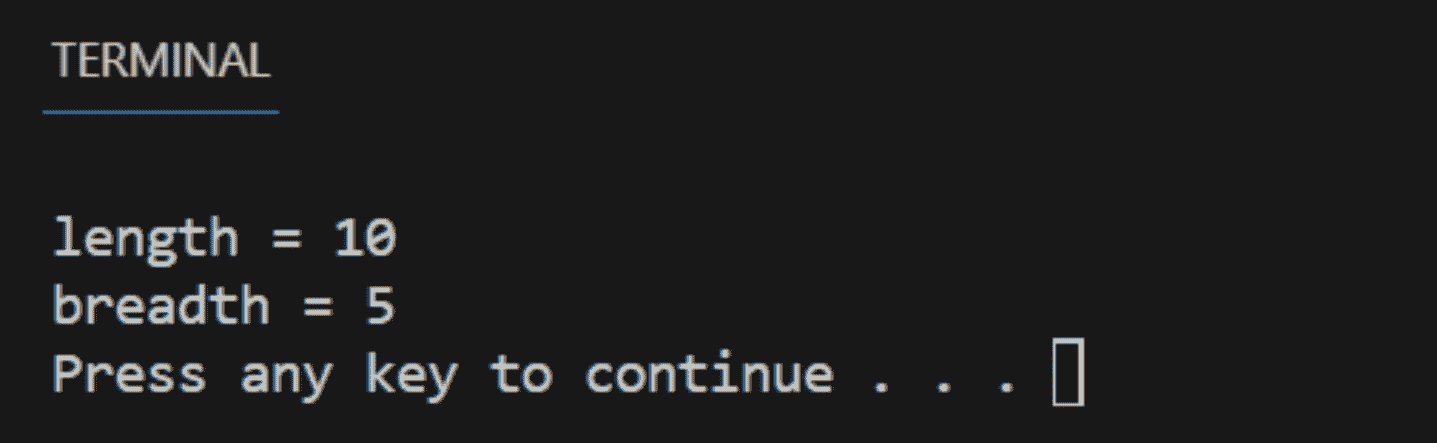 TERMINAL
length = 10
breadth = 5
Press any key to continue . . .